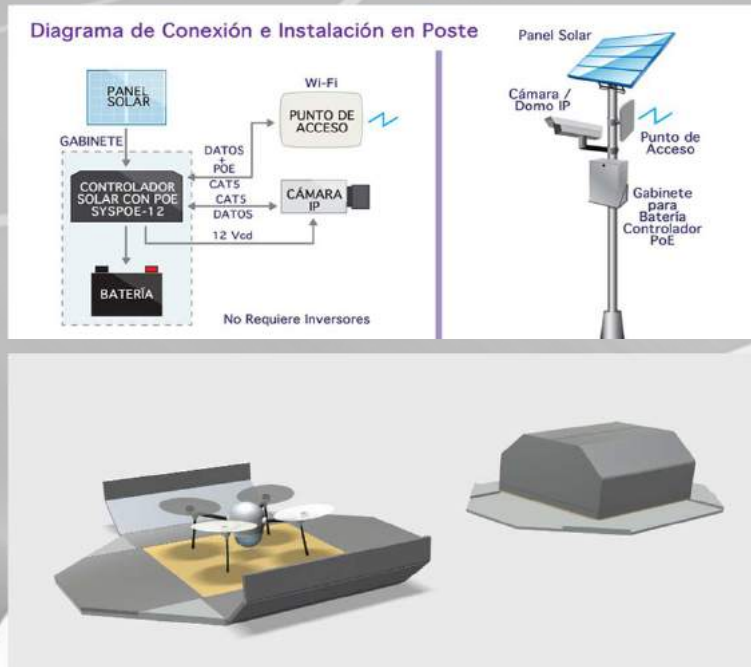 Diagrama de Conexión e Instalación en Poste
PANEL
SOLAR
GABINETE
CONTROLADOR
SOLAR CON POE
SYSPOE-12
BATERÍA
Wi-Fi
PUNTO DE
ACCESO
DATOS
+
POE
CAT5
CAT5
DATOS
12 Vcd
CÁMARA
IP
No Requiere Inversores
Panel Solar
Cámara /
Domo IP
Punto de
Acceso
Gabinete
para
Batería
Controlador
PoE